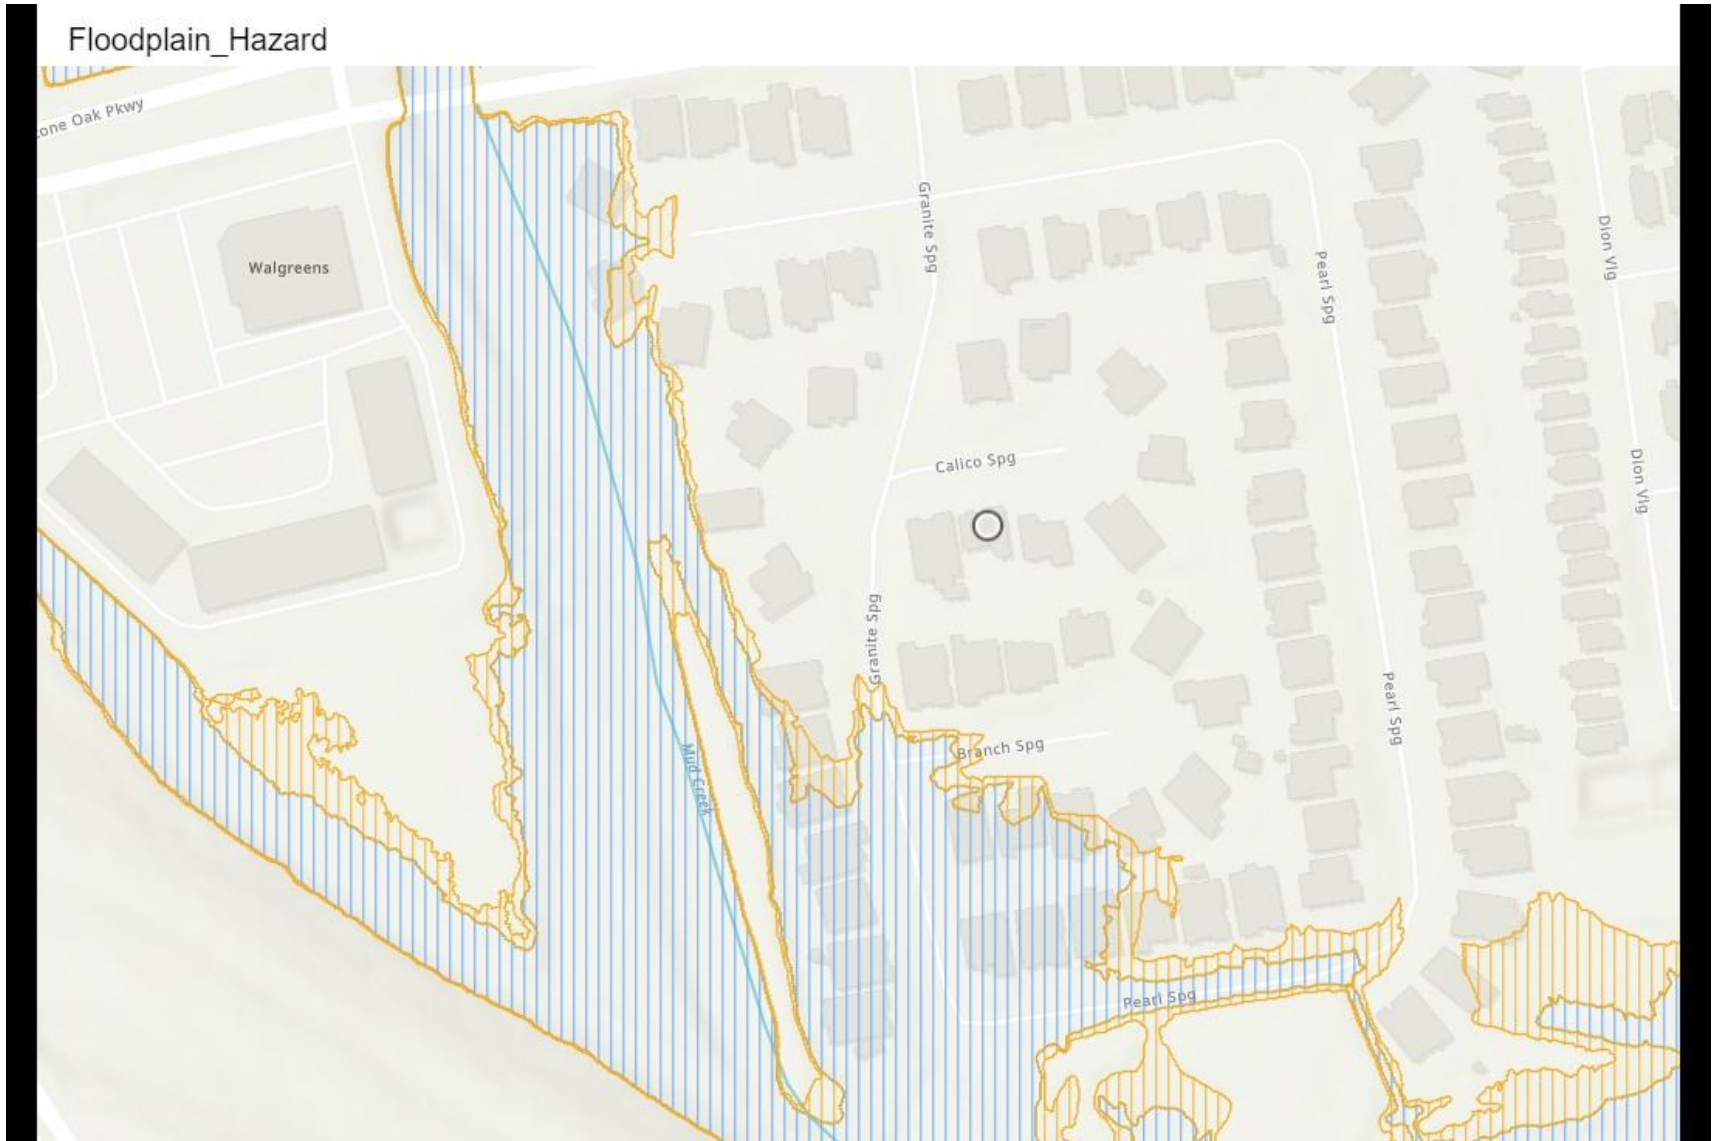 Floodplain_Hazard
tone Oak Pkwy
Walgreens
Granite Spg
Pearl Spg
Dion Vlg
Calico Spg
Dion Vlg
Granite Spg
Pearl Spg
Branch Spg
Mud Creek
Pearl Spg